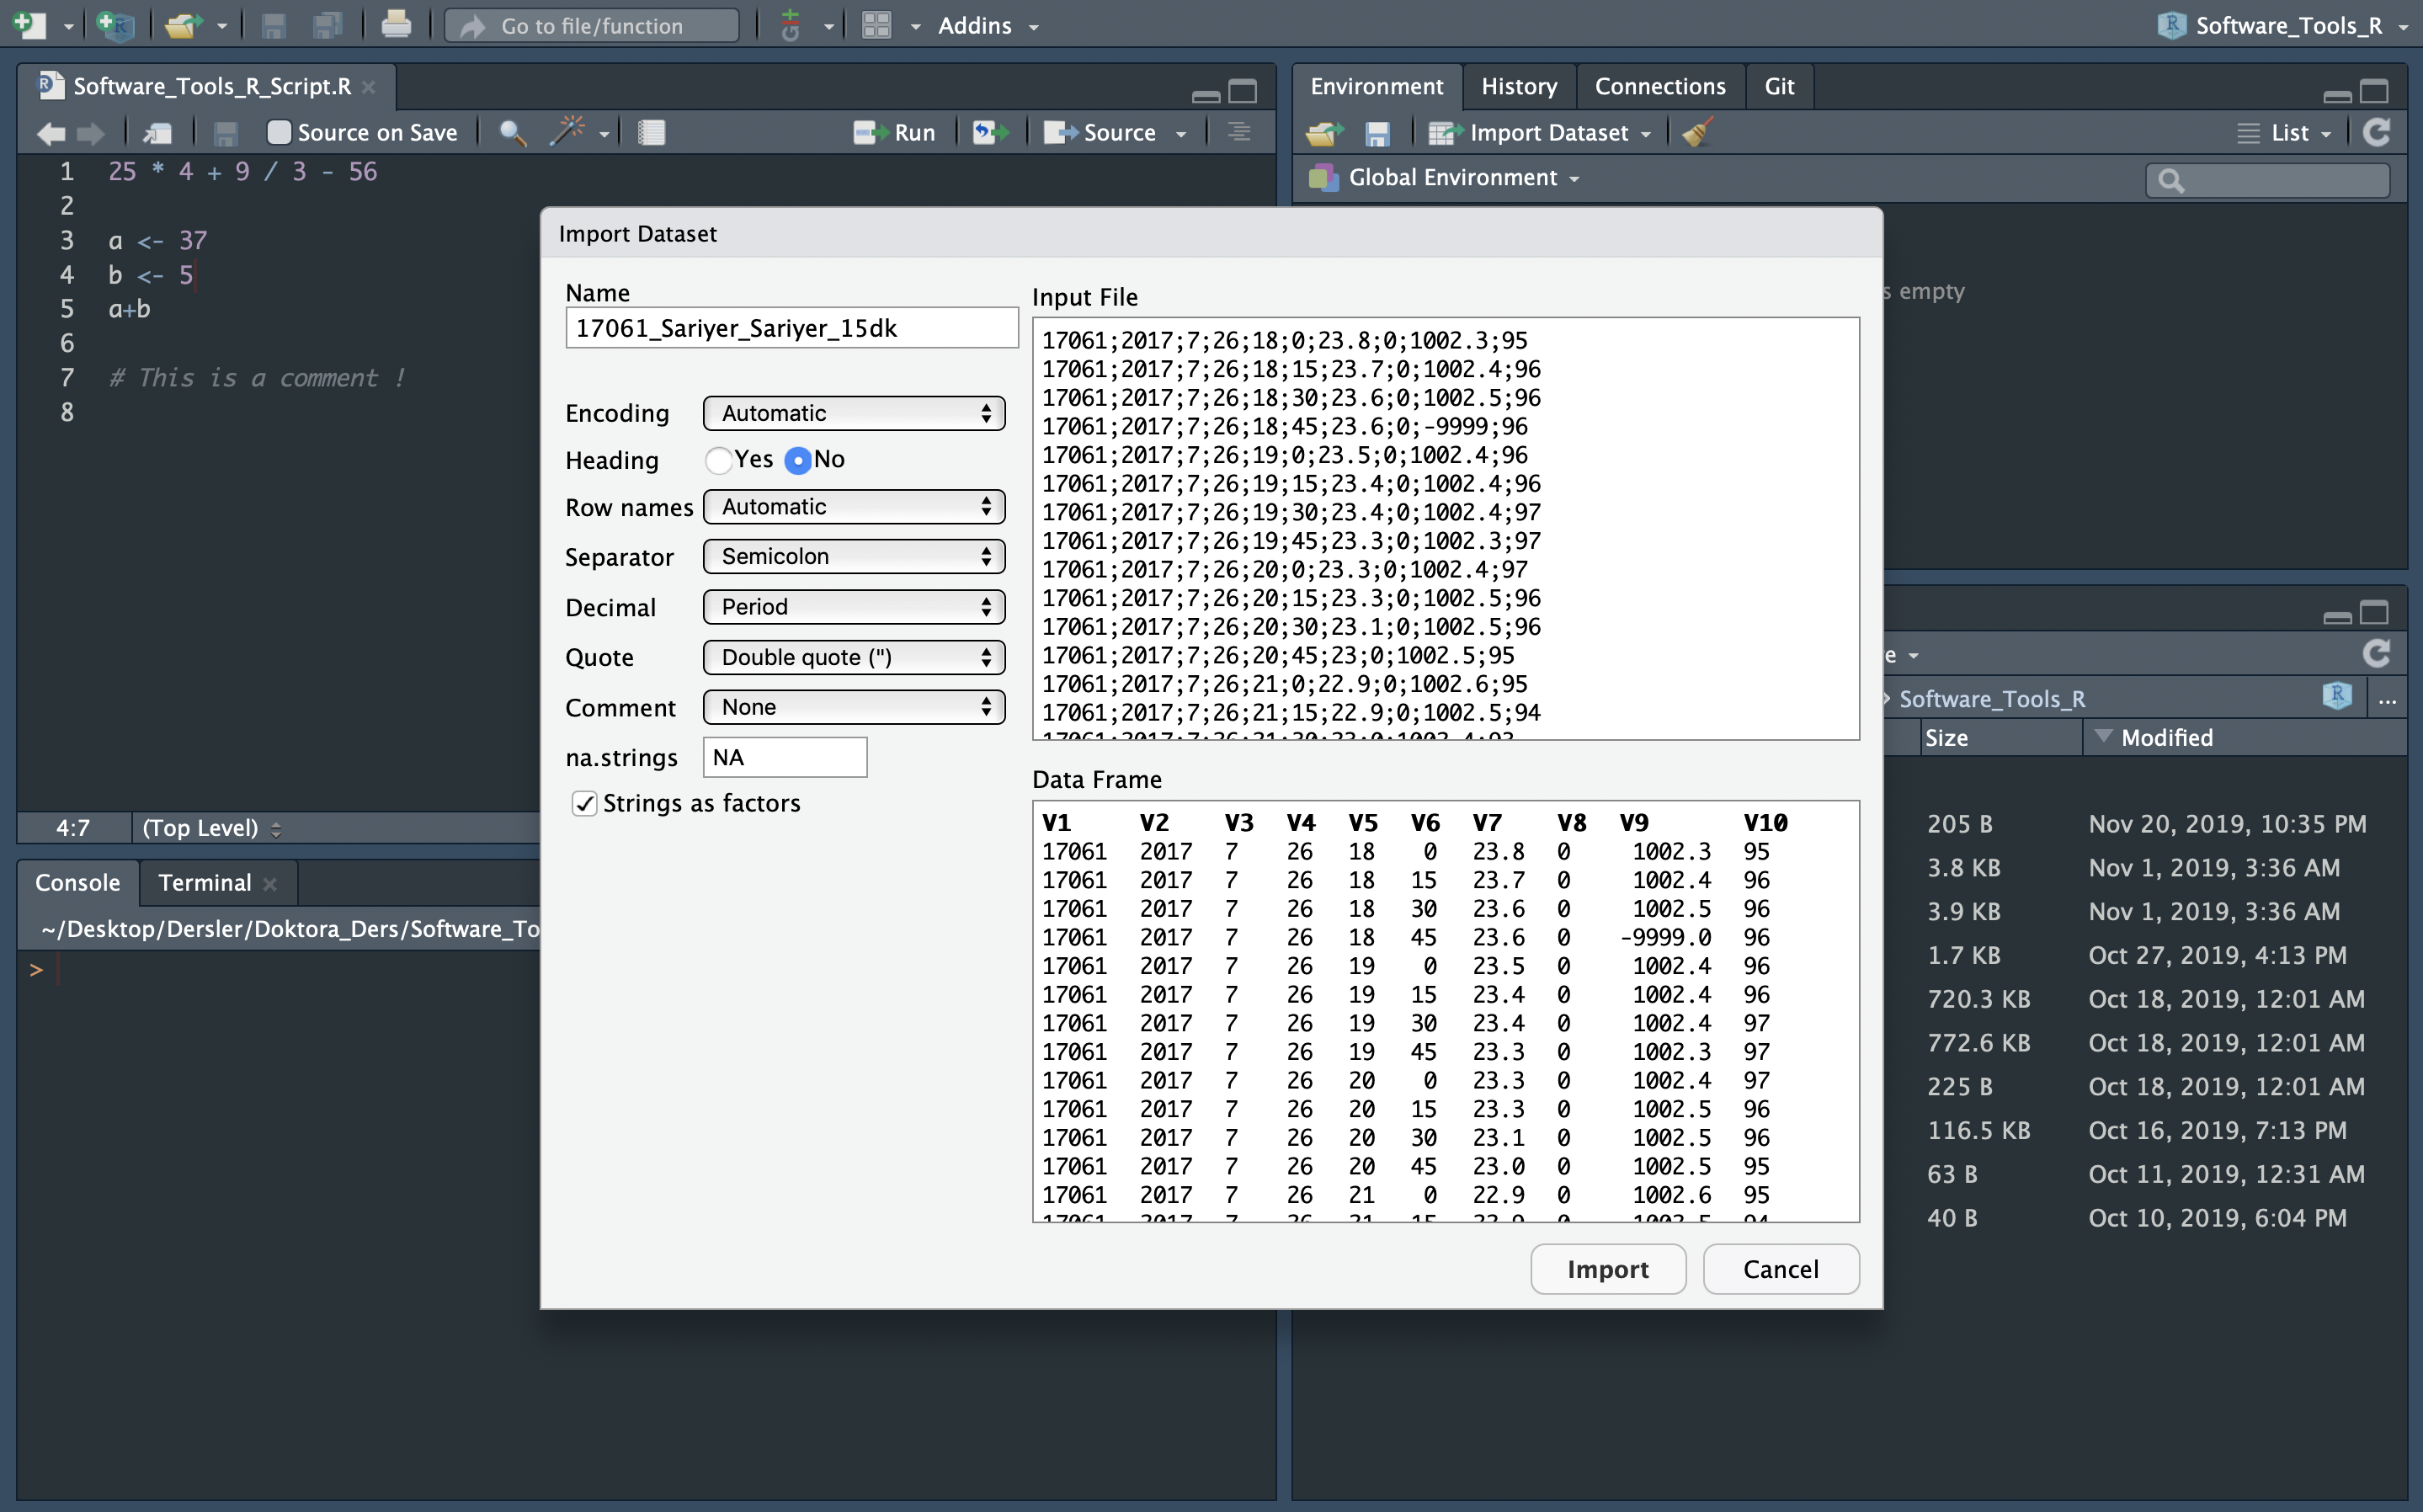 Go to file/function
Addins
Software_Tools_R
Software_Tools_R_Script.R
Source on Save
Run
Source
1 25 * 4 + 9 / 3 - 56
2
3 a <- 37
4 b <- 5
5 a+b
6
7 # This is a comment !
8
4:7 (Top Level)
Console Terminal
~/Desktop/Dersler/Doktora_Ders/Software_To
>
Environment History Connections Git
Import Dataset
List
Global Environment
s empty
Import Dataset
Name
17061_Sariyer_Sariyer_15dk
Encoding Automatic
Heading Yes No
Row names Automatic
Separator Semicolon
Decimal Period
Quote Double quote (")
Comment None
na.strings NA
Strings as factors
Input File
17061;2017;7;26;18;0;23.8;0;1002.3;95
17061;2017;7;26;18;15;23.7;0;1002.4;96
17061;2017;7;26;18;30;23.6;0;1002.5;96
17061;2017;7;26;18;45;23.6;0;-9999;96
17061;2017;7;26;19;0;23.5;0;1002.4;96
17061;2017;7;26;19;15;23.4;0;1002.4;96
17061;2017;7;26;19;30;23.4;0;1002.4;97
17061;2017;7;26;19;45;23.3;0;1002.3;97
17061;2017;7;26;20;0;23.3;0;1002.4;97
17061;2017;7;26;20;15;23.3;0;1002.5;96
17061;2017;7;26;20;30;23.1;0;1002.5;96
17061;2017;7;26;20;45;23;0;1002.5;95
17061;2017;7;26;21;0;22.9;0;1002.6;95
17061;2017;7;26;21;15;22.9;0;1002.5;94
17061;2017;7;26;21;30;23;0;1002.4;93
Data Frame
V1 V2 V3 V4 V5 V6 V7 V8 V9 V10
17061 2017 7 26 18 0 23.8 0 1002.3 95
17061 2017 7 26 18 15 23.7 0 1002.4 96
17061 2017 7 26 18 30 23.6 0 1002.5 96
17061 2017 7 26 18 45 23.6 0 -9999.0 96
17061 2017 7 26 19 0 23.5 0 1002.4 96
17061 2017 7 26 19 15 23.4 0 1002.4 96
17061 2017 7 26 19 30 23.4 0 1002.4 97
17061 2017 7 26 19 45 23.3 0 1002.3 97
17061 2017 7 26 20 0 23.3 0 1002.4 97
17061 2017 7 26 20 15 23.3 0 1002.5 96
17061 2017 7 26 20 30 23.1 0 1002.5 96
17061 2017 7 26 20 45 23.0 0 1002.5 95
17061 2017 7 26 21 0 22.9 0 1002.6 95
17061 2017 7 26 21 15 22.9 0 1002.5 94
Import Cancel
e
Software_Tools_R ...
Size Modified
205 B Nov 20, 2019, 10:35 PM
3.8 KB Nov 1, 2019, 3:36 AM
3.9 KB Nov 1, 2019, 3:36 AM
1.7 KB Oct 27, 2019, 4:13 PM
720.3 KB Oct 18, 2019, 12:01 AM
772.6 KB Oct 18, 2019, 12:01 AM
225 B Oct 18, 2019, 12:01 AM
116.5 KB Oct 16, 2019, 7:13 PM
63 B Oct 11, 2019, 12:31 AM
40 B Oct 10, 2019, 6:04 PM